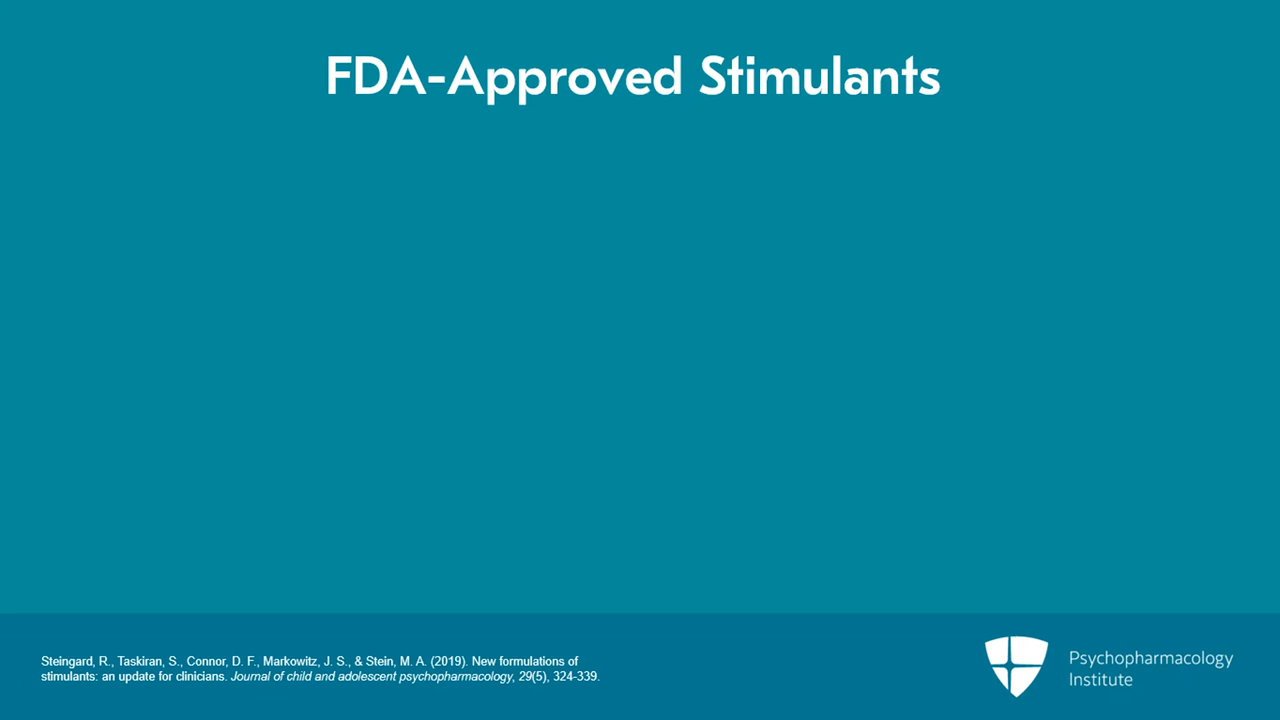 FDA-Approved Stimulants
Steingard, R., Taskiran, S., Connor, D. F., Markowitz, J. S., & Stein, M. A. (2019). New formulations of
stimulants: an update for clinicians. Journal of child and adolescent psychopharmacology, 29(5), 324-339.
Psychopharmacology
Institute